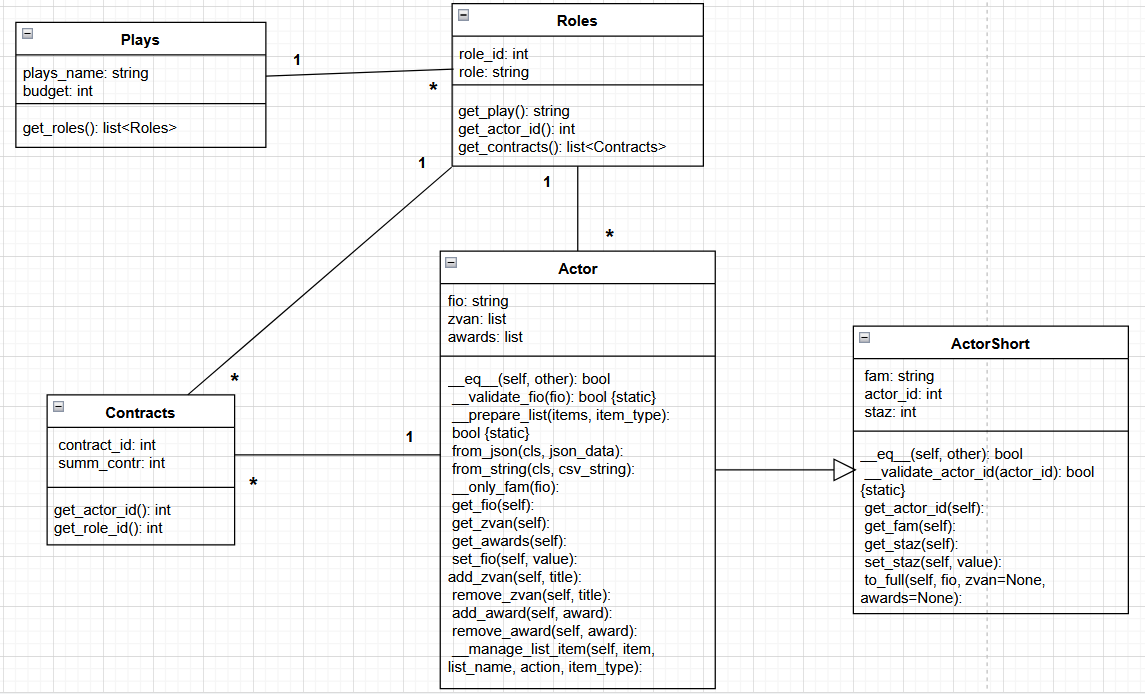 Plays
plays_name: string
budget: int
get_roles(): list<Roles>
1
*
Roles
role_id: int
role: string
get_play(): string
get_actor_id(): int
get_contracts(): list<Contracts>
1
1
*
*
Contracts
contract_id: int
summ_contr: int
get_actor_id(): int
get_role_id(): int
1
*
Actor
fio: string
zvan: list
awards: list
__eq__(self, other): bool
__validate_fio(fio): bool {static}
__prepare_list(items, item_type):
bool {static}
from_json(cls, json_data):
from_string(cls, csv_string):
__only_fam(fio):
get_fio(self):
get_zvan(self):
get_awards(self):
set_fio(self, value):
add_zvan(self, title):
remove_zvan(self, title):
add_award(self, award):
remove_award(self, award):
__manage_list_item(self, item,
list_name, action, item_type):
ActorShort
fam: string
actor_id: int
staz: int
__eq__(self, other): bool
__validate_actor_id(actor_id): bool
{static}
get_actor_id(self):
get_fam(self):
get_staz(self):
set_staz(self, value):
to_full(self, fio, zvan=None,
awards=None):